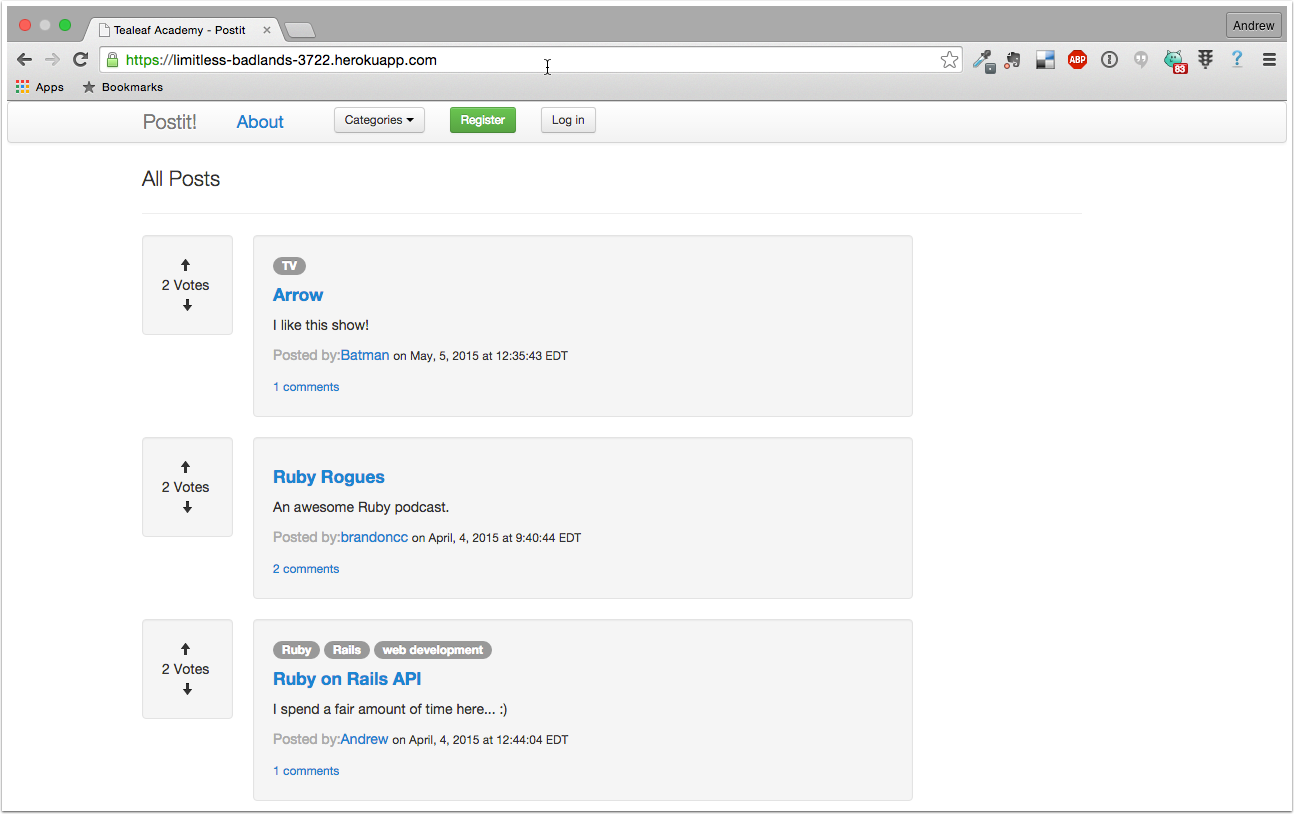 Tealeaf Academy - Postit
Andrew
https://limitless-badlands-3722.herokuapp.com
ABP
83
?
Apps
Bookmarks
Postit!
About
Categories
Register
Log in
All Posts
2 Votes
TV
Arrow
I like this show!
Posted by:Batman on May, 5, 2015 at 12:35:43 EDT
1 comments
2 Votes
Ruby Rogues
An awesome Ruby podcast.
Posted by:brandoncc on April, 4, 2015 at 9:40:44 EDT
2 comments
2 Votes
Ruby Rails web development
Ruby on Rails API
I spend a fair amount of time here... :)
Posted by:Andrew on April, 4, 2015 at 12:44:04 EDT
1 comments